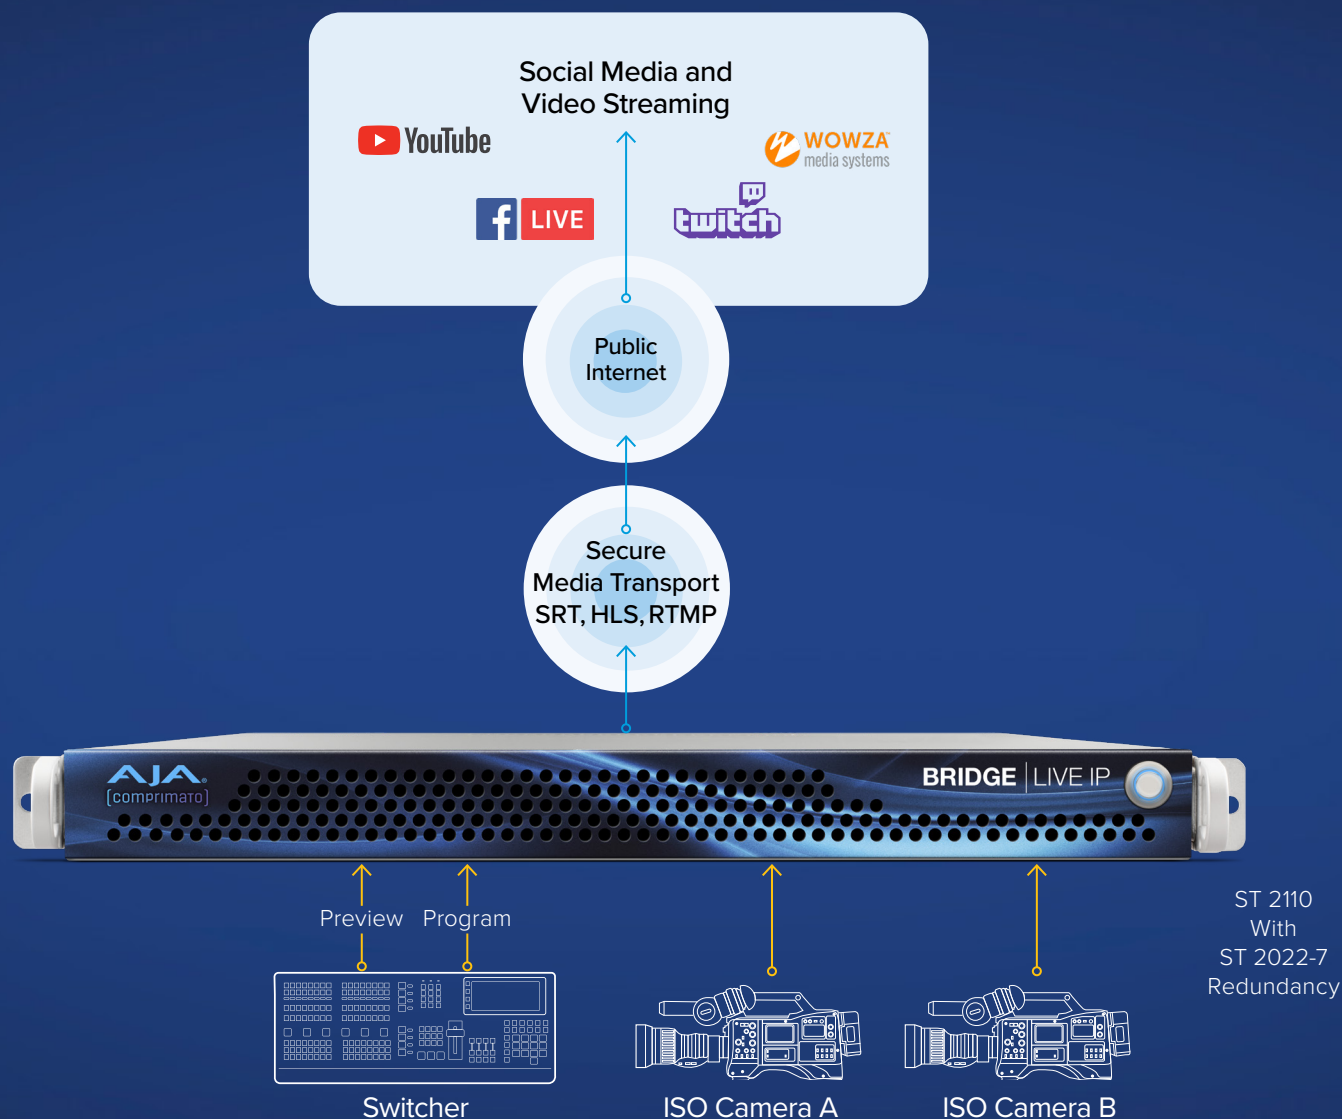 Social Media and
Video Streaming
YouTube
WOWZA™
media systems
f LIVE
twitch
Public
Internet
Secure
Media Transport
SRT, HLS, RTMP
AJA®
[comprimato]
BRIDGE | LIVE IP
Preview
Program
ST 2110
With
ST 2022-7
Redundancy
Switcher
ISO Camera A
ISO Camera B